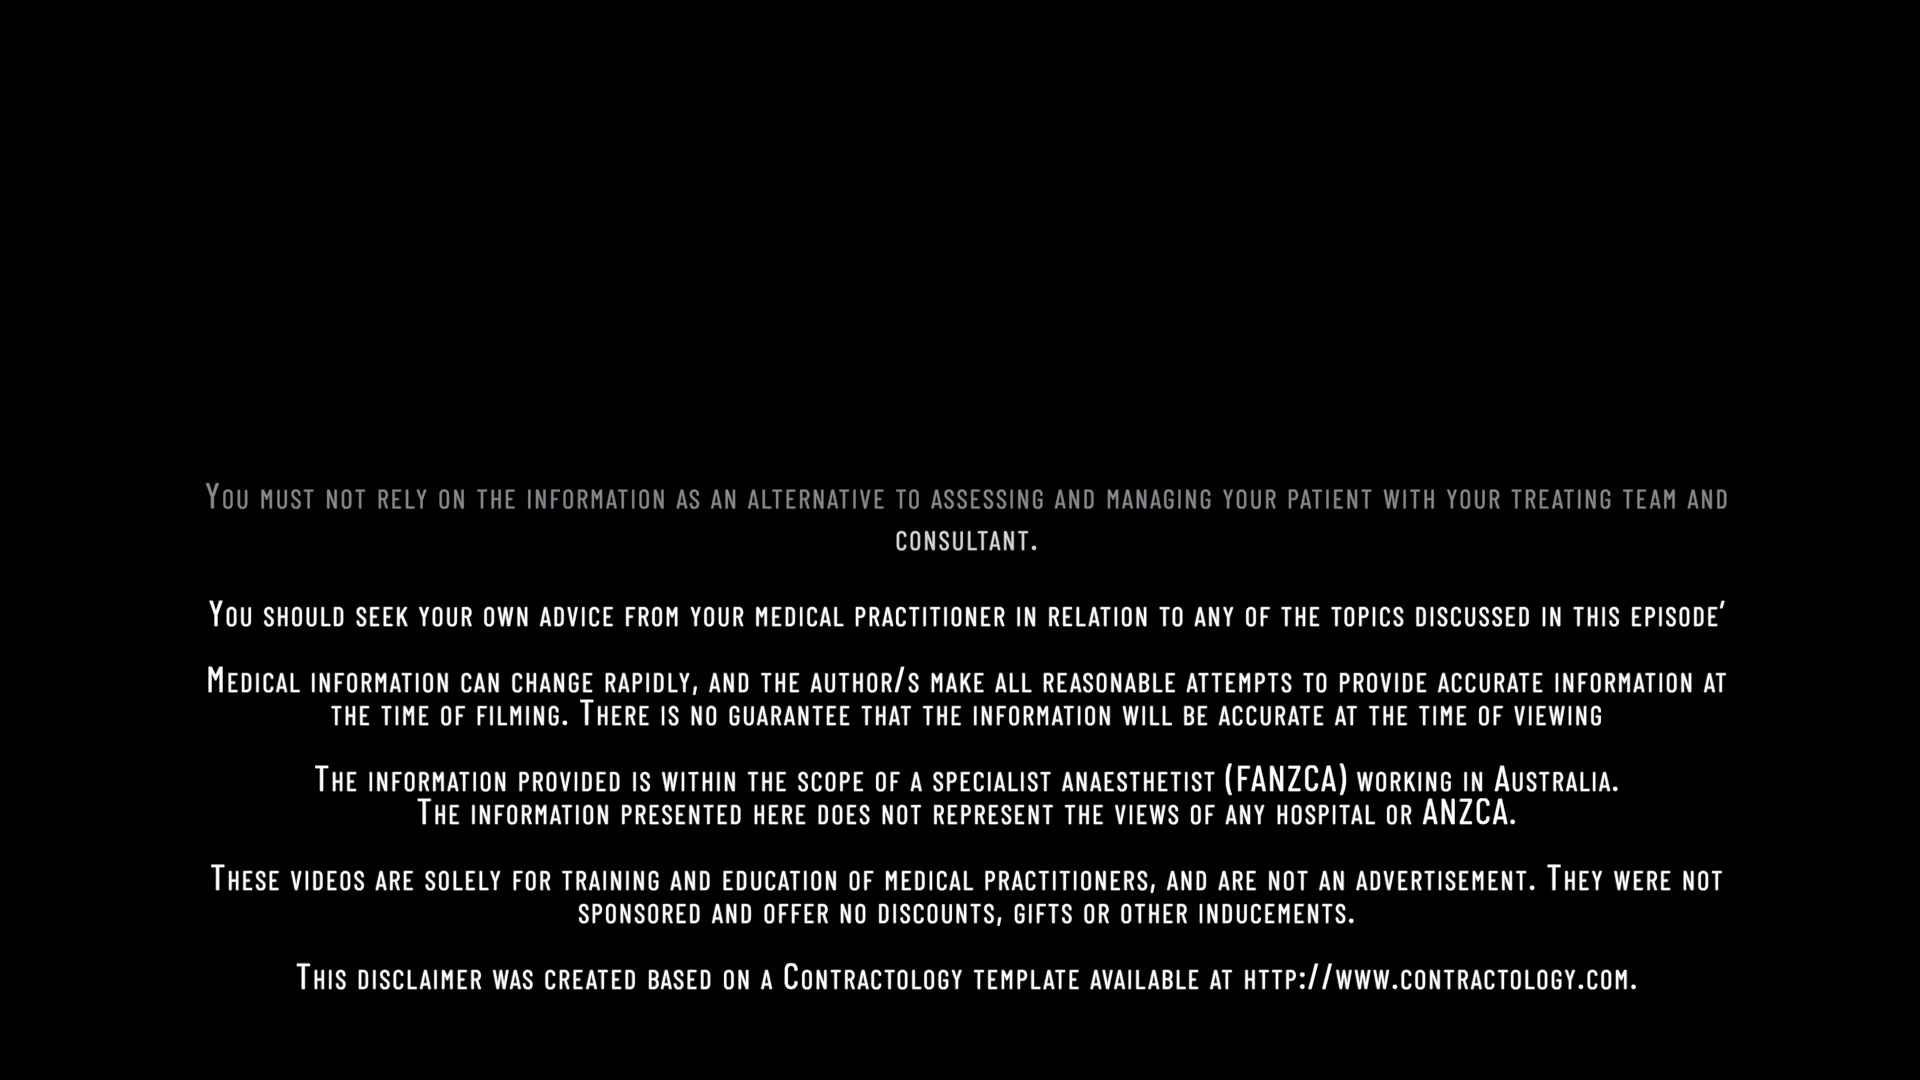 You must not rely on the information as an alternative to assessing and managing your patient with your treating team and
consultant.
You should seek your own advice from your medical practitioner in relation to any of the topics discussed in this episode’
Medical information can change rapidly, and the author/s make all reasonable attempts to provide accurate information at
the time of filming. There is no guarantee that the information will be accurate at the time of viewing
The information provided is within the scope of a specialist anaesthetist (FANZCA) working in Australia.
The information presented here does not represent the views of any hospital or ANZCA.
These videos are solely for training and education of medical practitioners, and are not an advertisement. They were not
sponsored and offer no discounts, gifts or other inducements.
This disclaimer was created based on a Contractology template available at http://www.contractology.com.